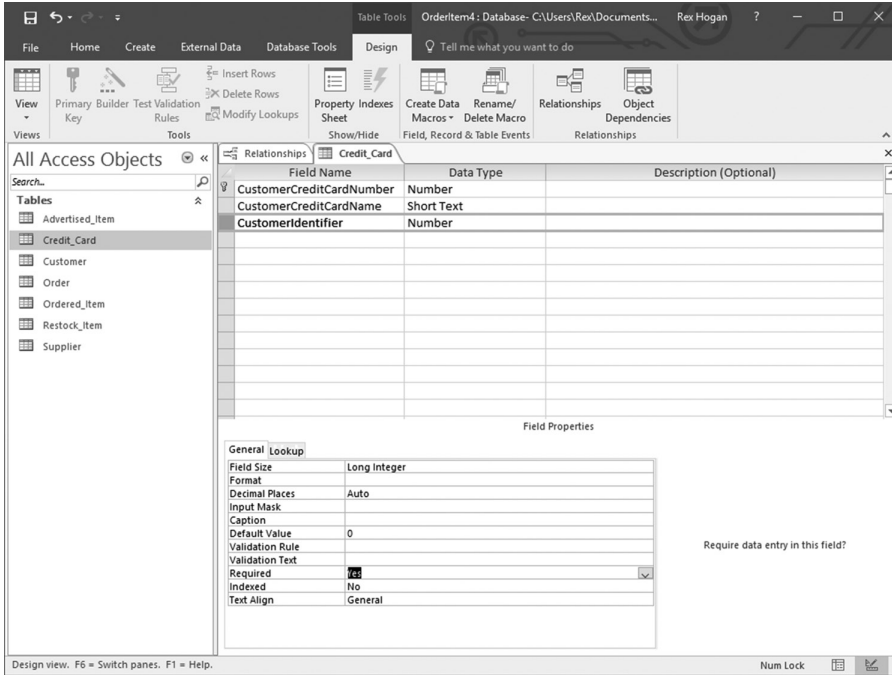 Table Tools OrderItem4 : Database- C:\Users\Rex\Documents... Rex Hogan ? 
File Home Create External Data Database Tools Design Tell me what you want to do
View
Views
Primary Key
Builder
Test Validation Rules
Insert Rows
Delete Rows
Modify Lookups
Tools
Property Sheet
Indexes
Show/Hide
Create Data Macros
Rename/ Delete Macro
Field, Record & Table Events
Relationships
Object Dependencies
Relationships
All Access Objects «
Search...
Tables
Advertised_Item
Credit_Card
Customer
Order
Ordered_Item
Restock_Item
Supplier
Relationships Credit_Card
Field Name Data Type Description (Optional)
CustomerCreditCardNumber Number
CustomerCreditCardName Short Text
CustomerIdentifier Number
Field Properties
General Lookup
Field Size Long Integer
Format
Decimal Places Auto
Input Mask
Caption
Default Value 0
Validation Rule
Validation Text
Required Yes
Indexed No
Text Align General
Require data entry in this field?
Design view. F6 = Switch panes. F1 = Help. Num Lock